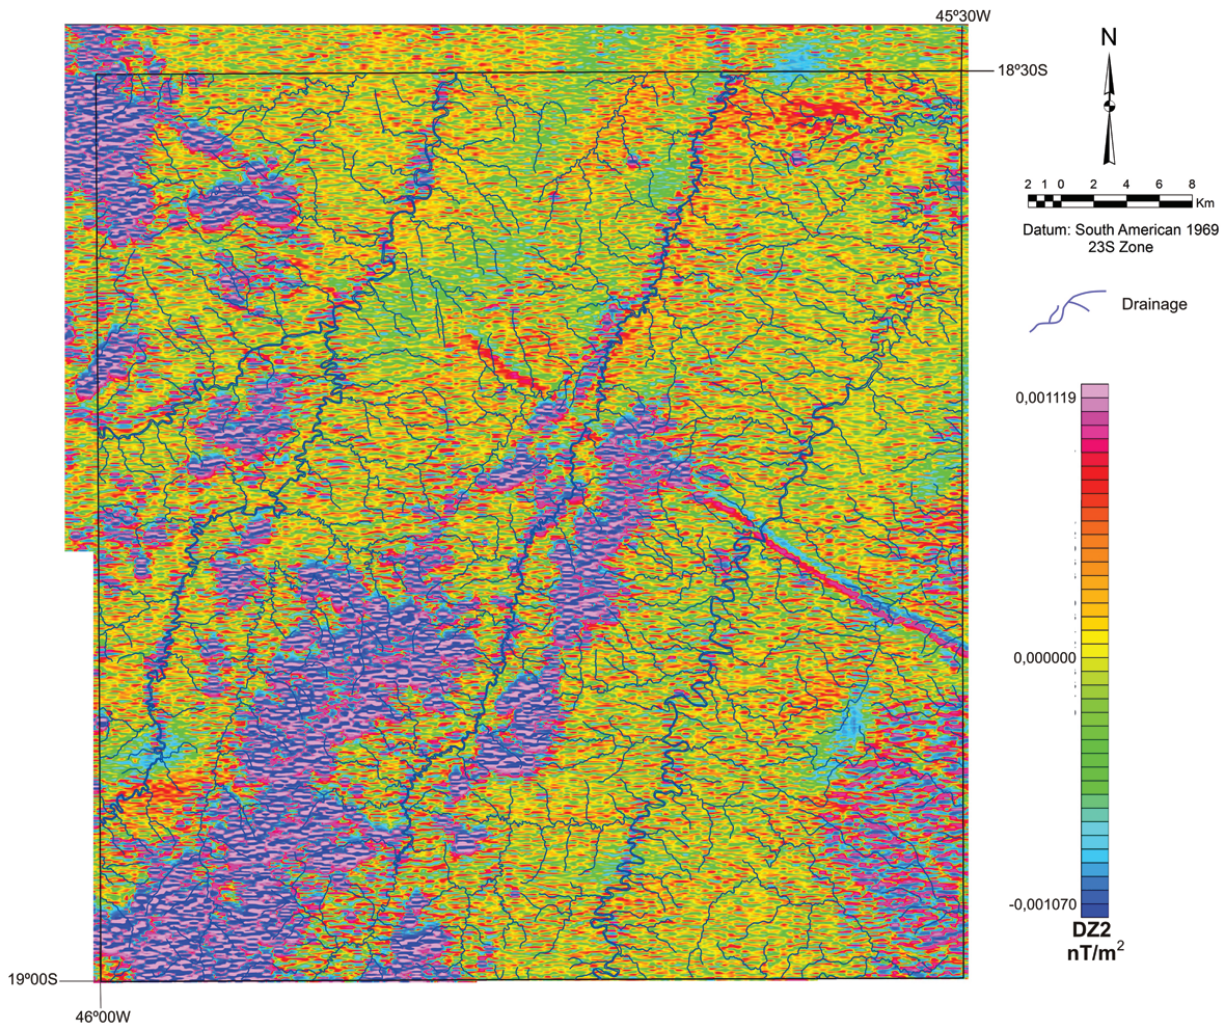 45º30W
18º30S
N
2 1 0 2 4 6 8
Km
Datum: South American 1969
23S Zone
Drainage
0,001119
0,000000
-0,001070
DZ2
nT/m²
19º00S
46º00W